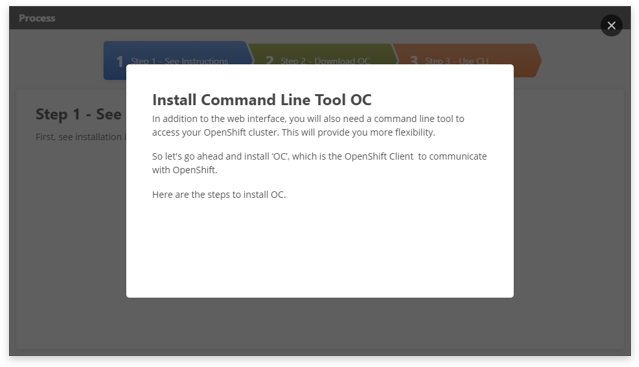 Process
1 Step 1 - See Instructions
2 Step 2 - Download OC
3 Step 3 - Use CLI
Step 1 - See
First, see installation
Install Command Line Tool OC
In addition to the web interface, you will also need a command line tool to
access your OpenShift cluster. This will provide you more flexibility.
So let's go ahead and install ‘OC’, which is the OpenShift Client  to communicate
with OpenShift.
Here are the steps to install OC.